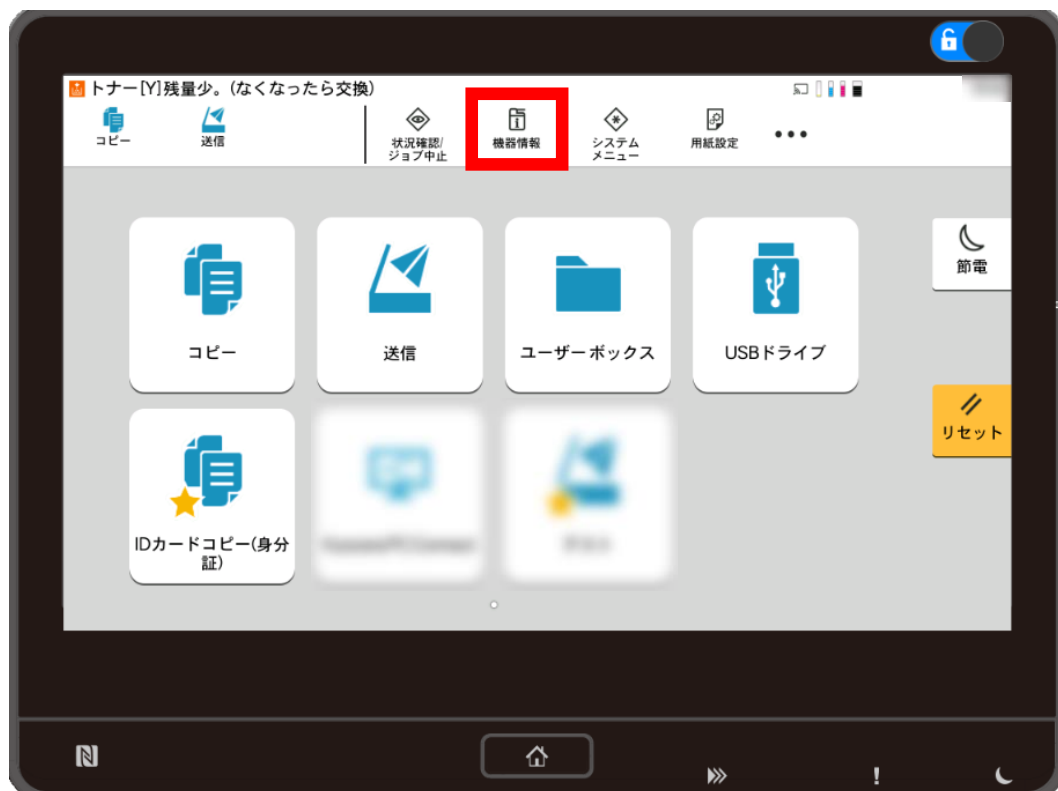 トナー[Y]残量少。(なくなったら交換)
コピー
送信
状況確認/
ジョブ中止
機器情報
システム
メニュー
用紙設定
コピー
送信
ユーザーボックス
USBドライブ
節電
リセット
IDカードコピー(身分
証)